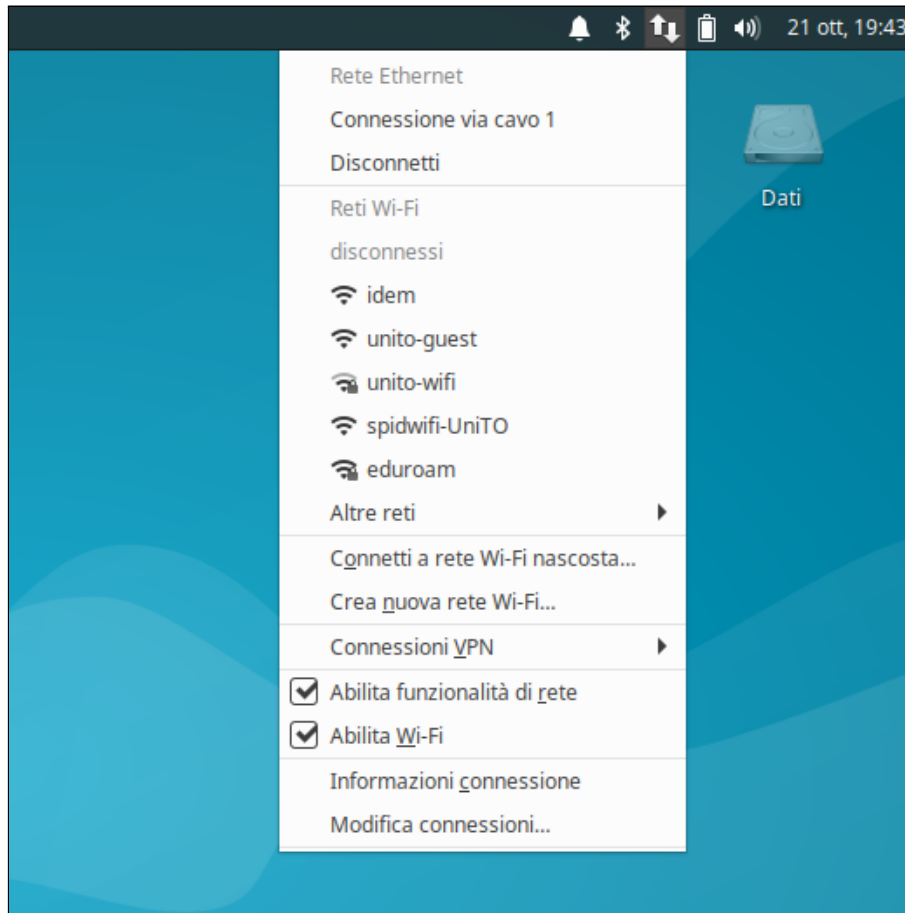 21 ott, 19:43
Rete Ethernet
Connessione via cavo 1
Disconnetti
Reti Wi-Fi
disconnessi
idem
unito-guest
unito-wifi
spidwifi-UniTO
eduroam
Altre reti
Connetti a rete Wi-Fi nascosta...
Crea nuova rete Wi-Fi...
Connessioni VPN
Abilita funzionalità di rete
Abilita Wi-Fi
Informazioni connessione
Modifica connessioni...
Dati